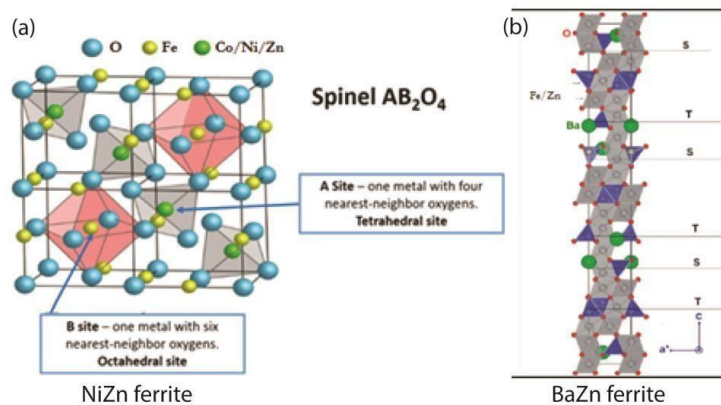 (a)
O Fe Co/Ni/Zn
Spinel AB₂O₄
A Site – one metal with four
nearest-neighbor oxygens.
Tetrahedral site
B site – one metal with six
nearest-neighbor oxygens.
Octahedral site
NiZn ferrite
(b)
O
S
Fe/Zn
T
Ba
S
T
S
T
c
a*
BaZn ferrite